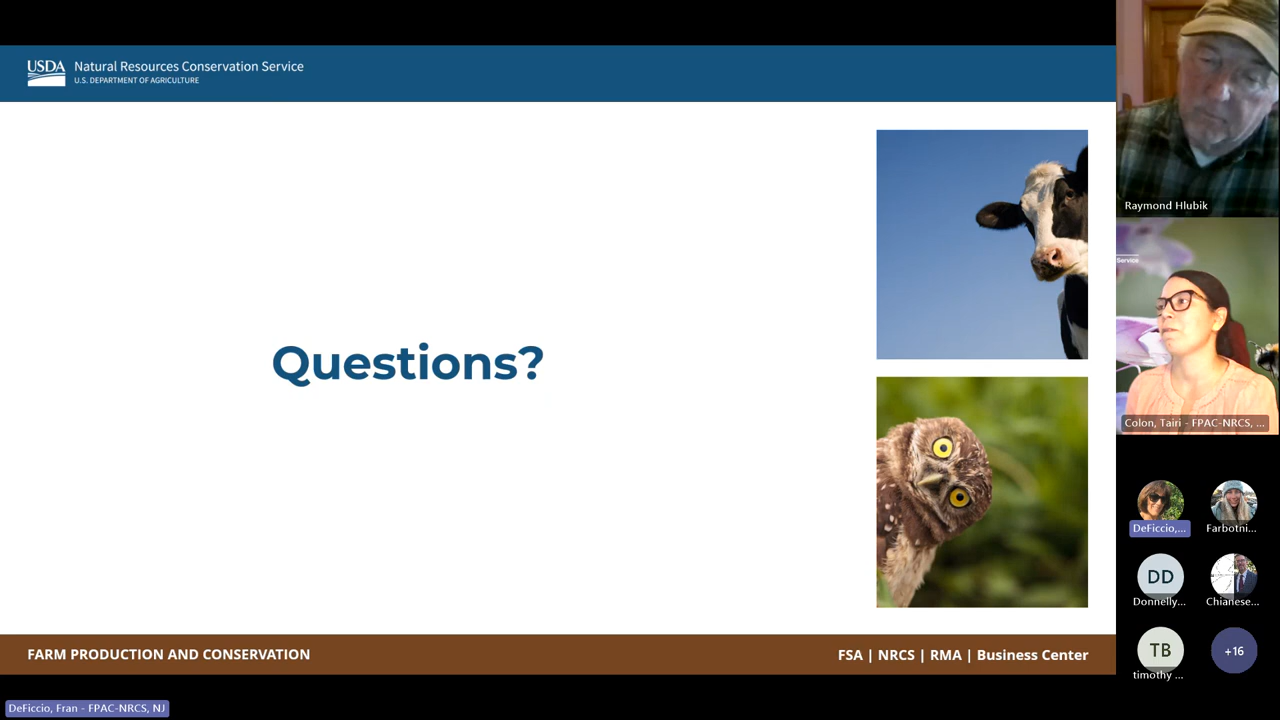 USDA
Natural Resources Conservation Service
U.S. DEPARTMENT OF AGRICULTURE
Questions?
FARM PRODUCTION AND CONSERVATION
FSA | NRCS | RMA | Business Center
DeFiccio, Fran - FPAC-NRCS, NJ
Raymond Hlubik
Service
Colon, Tairi - FPAC-NRCS, ...
DeFiccio,...
Farbotni...
DD
Donnelly...
Chianese...
TB
timothy ...
+16